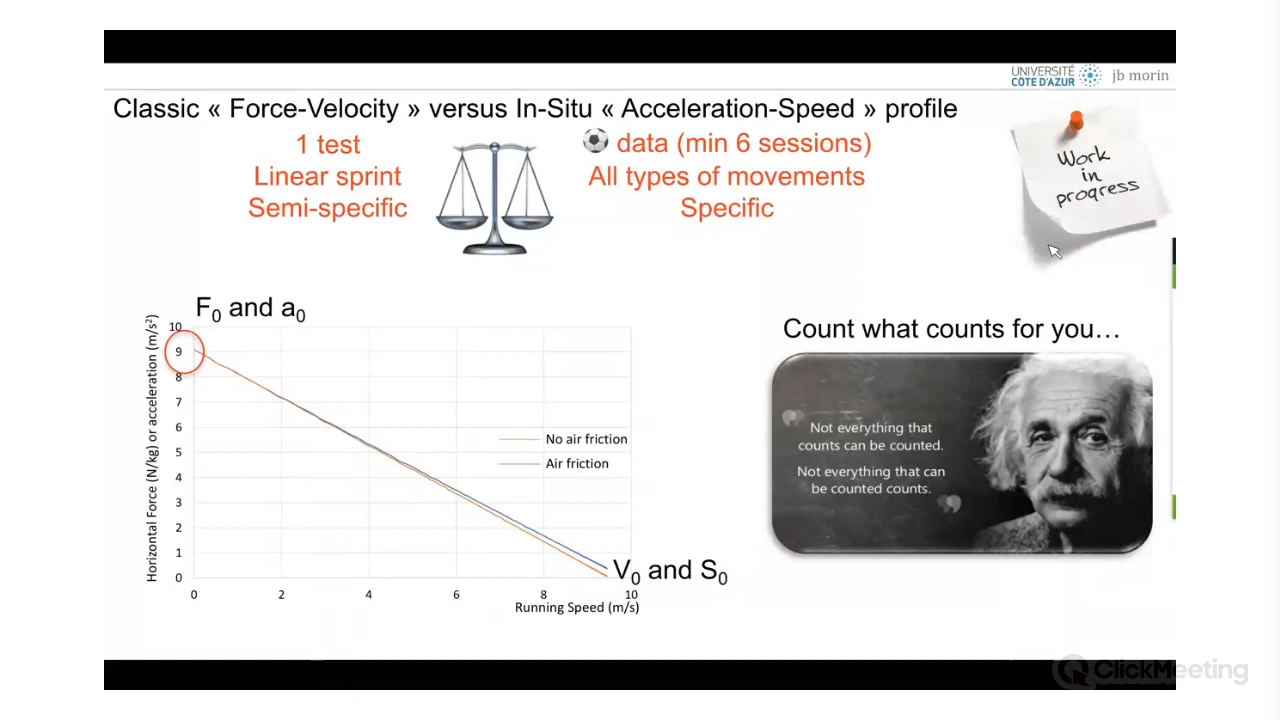 UNIVERSITÉ
CÔTE D'AZUR
jb morin
Classic « Force-Velocity » versus In-Situ « Acceleration-Speed » profile
1 test
Linear sprint
Semi-specific
data (min 6 sessions)
All types of movements
Specific
Work
in
progress
F0 and a0
Horizontal Force (N/kg) or acceleration (m/s²)
10
9
8
7
6
5
4
3
2
1
0
No air friction
Air friction
0 2 4 6 8 10
Running Speed (m/s)
V0 and S0
Count what counts for you…
Not everything that
counts can be counted.
Not everything that can
be counted counts.
ClickMeeting